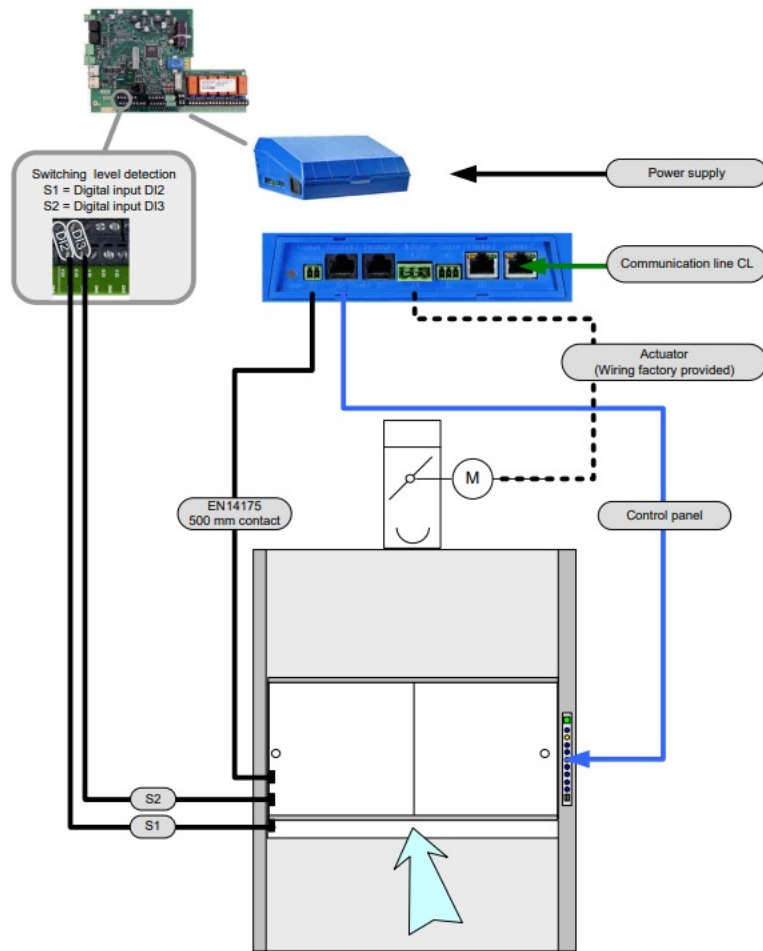 Switching level detection
S1 = Digital input DI2
S2 = Digital input DI3
DI2
DI3
Power supply
Communication line CL
Actuator
(Wiring factory provided)
M
EN14175
500 mm contact
Control panel
S2
S1